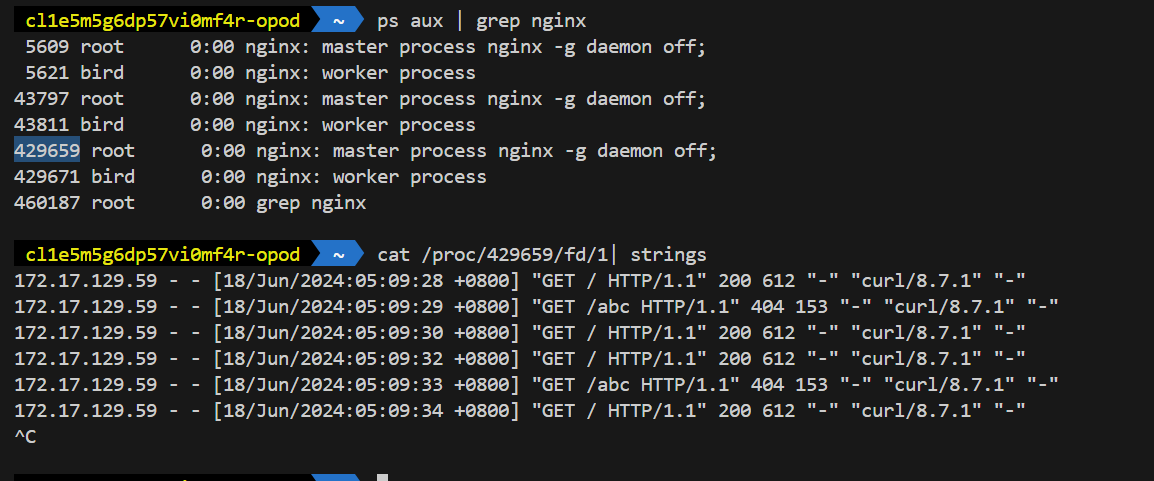 cl1e5m5g6dp57vi0mf4r-opod ~ ps aux | grep nginx
5609 root 0:00 nginx: master process nginx -g daemon off;
5621 bird 0:00 nginx: worker process
43797 root 0:00 nginx: master process nginx -g daemon off;
43811 bird 0:00 nginx: worker process
429659 root 0:00 nginx: master process nginx -g daemon off;
429671 bird 0:00 nginx: worker process
460187 root 0:00 grep nginx
cl1e5m5g6dp57vi0mf4r-opod ~ cat /proc/429659/fd/1| strings
172.17.129.59 - - [18/Jun/2024:05:09:28 +0800] "GET / HTTP/1.1" 200 612 "-" "curl/8.7.1" "-"
172.17.129.59 - - [18/Jun/2024:05:09:29 +0800] "GET /abc HTTP/1.1" 404 153 "-" "curl/8.7.1" "-"
172.17.129.59 - - [18/Jun/2024:05:09:30 +0800] "GET / HTTP/1.1" 200 612 "-" "curl/8.7.1" "-"
172.17.129.59 - - [18/Jun/2024:05:09:32 +0800] "GET / HTTP/1.1" 200 612 "-" "curl/8.7.1" "-"
172.17.129.59 - - [18/Jun/2024:05:09:33 +0800] "GET /abc HTTP/1.1" 404 153 "-" "curl/8.7.1" "-"
172.17.129.59 - - [18/Jun/2024:05:09:34 +0800] "GET / HTTP/1.1" 200 612 "-" "curl/8.7.1" "-"
^C